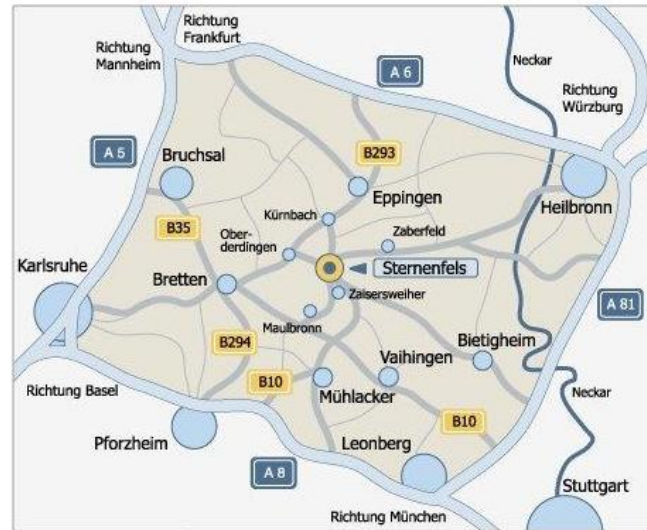 Richtung
Frankfurt
Richtung
Mannheim
A 6
Neckar
Richtung
Würzburg
A 5
Bruchsal
B293
Eppingen
Heilbronn
Kürnbach
B35
Ober-
derdingen
Zaberfeld
Karlsruhe
Sternenfels
Bretten
Zaisersweiher
A 81
Maulbronn
B294
Bietigheim
Vaihingen
B10
Mühlacker
Richtung Basel
Neckar
B10
Pforzheim
Leonberg
A 8
Stuttgart
Richtung München